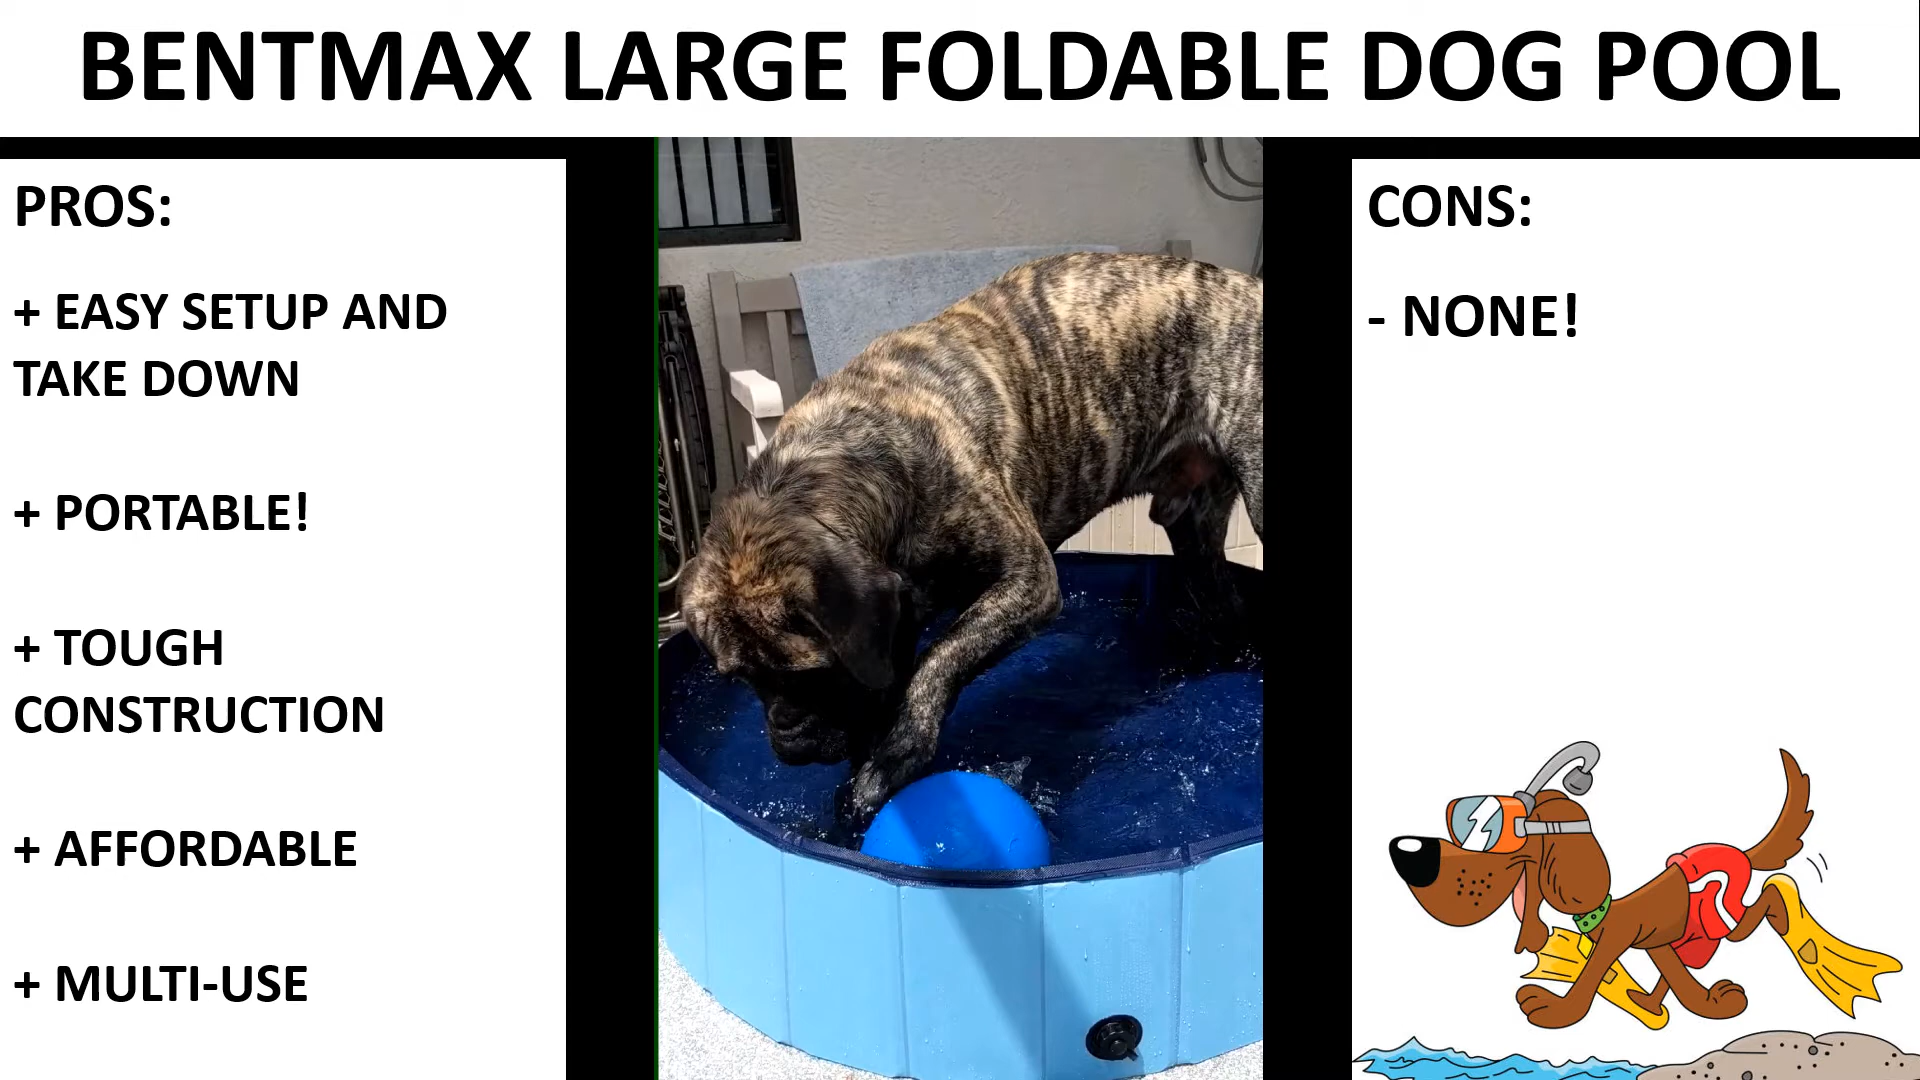 BENTMAX LARGE FOLDABLE DOG POOL
PROS:
+ EASY SETUP AND
TAKE DOWN
+ PORTABLE!
+ TOUGH
CONSTRUCTION
+ AFFORDABLE
+ MULTI-USE
CONS:
- NONE!